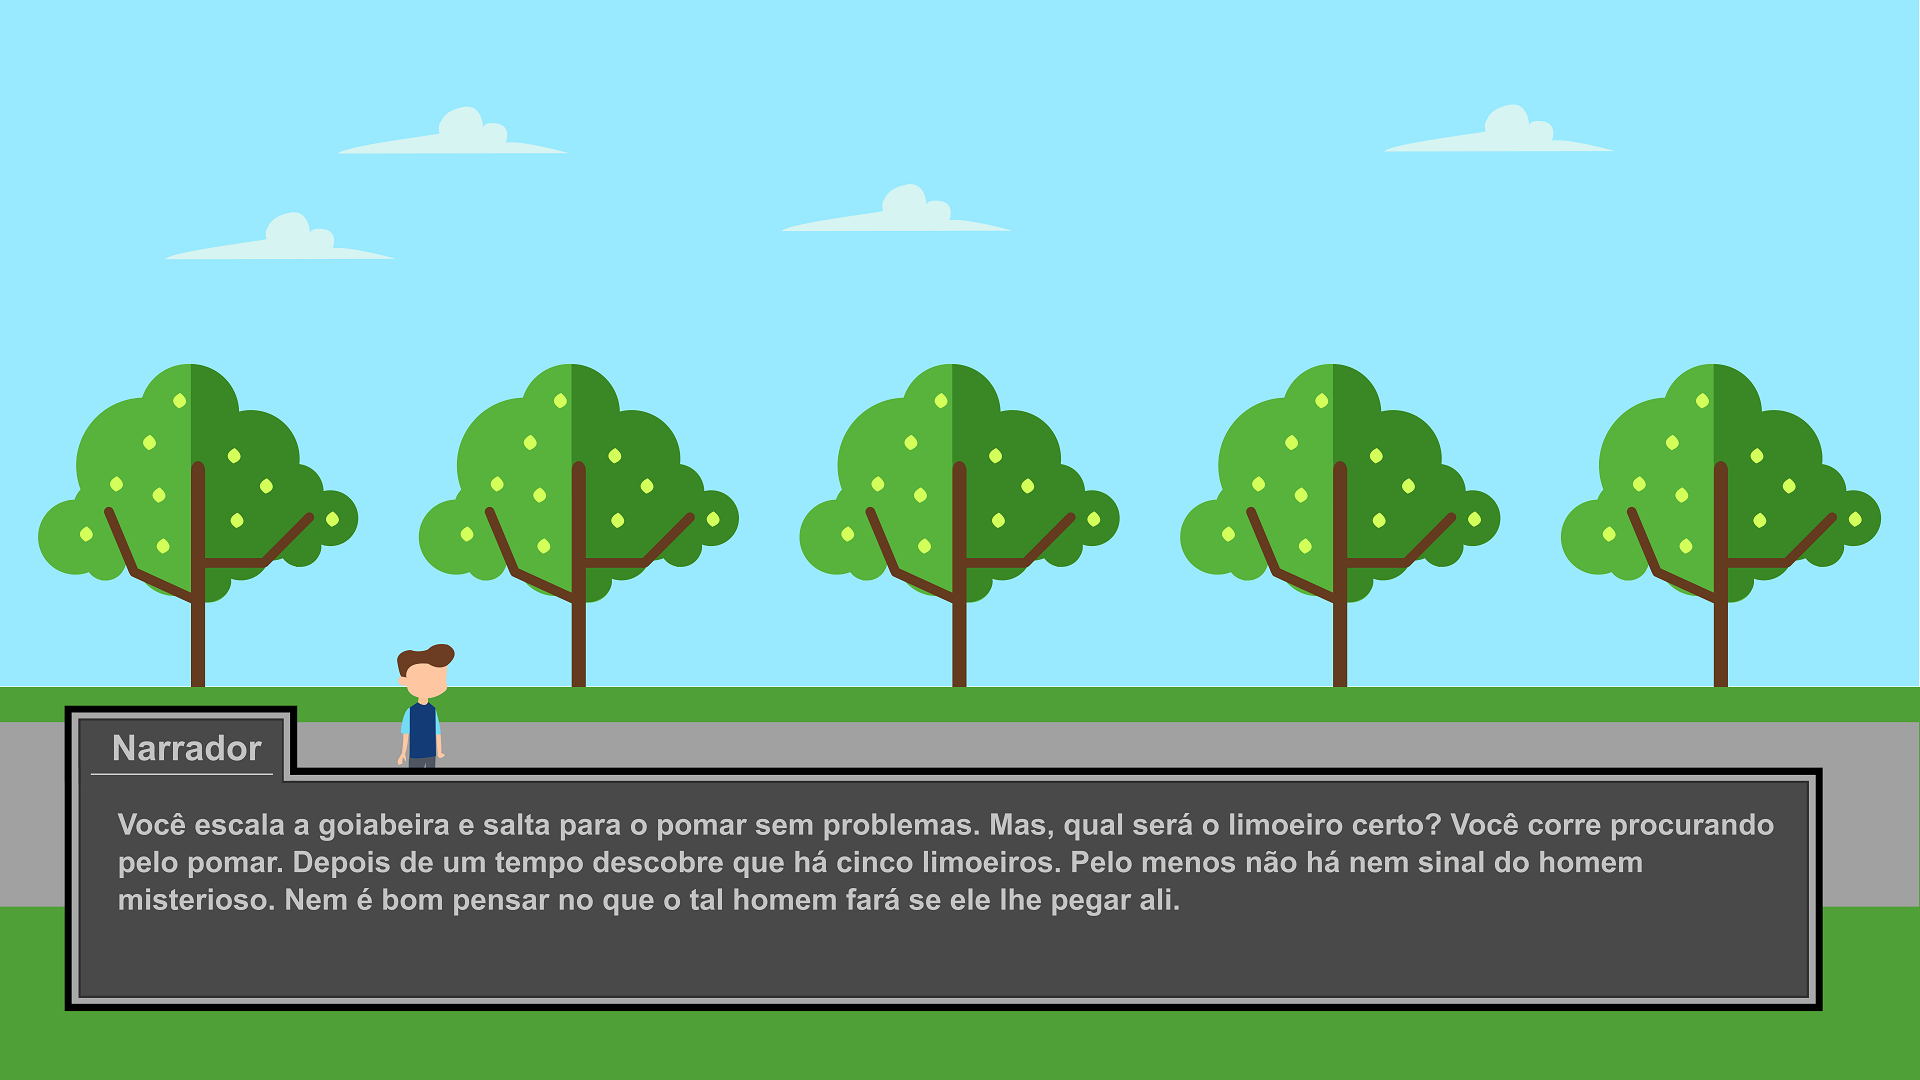 Narrador
Você escala a goiabeira e salta para o pomar sem problemas. Mas, qual será o limoeiro certo? Você corre procurando
pelo pomar. Depois de um tempo descobre que há cinco limoeiros. Pelo menos não há nem sinal do homem
misterioso. Nem é bom pensar no que o tal homem fará se ele lhe pegar ali.